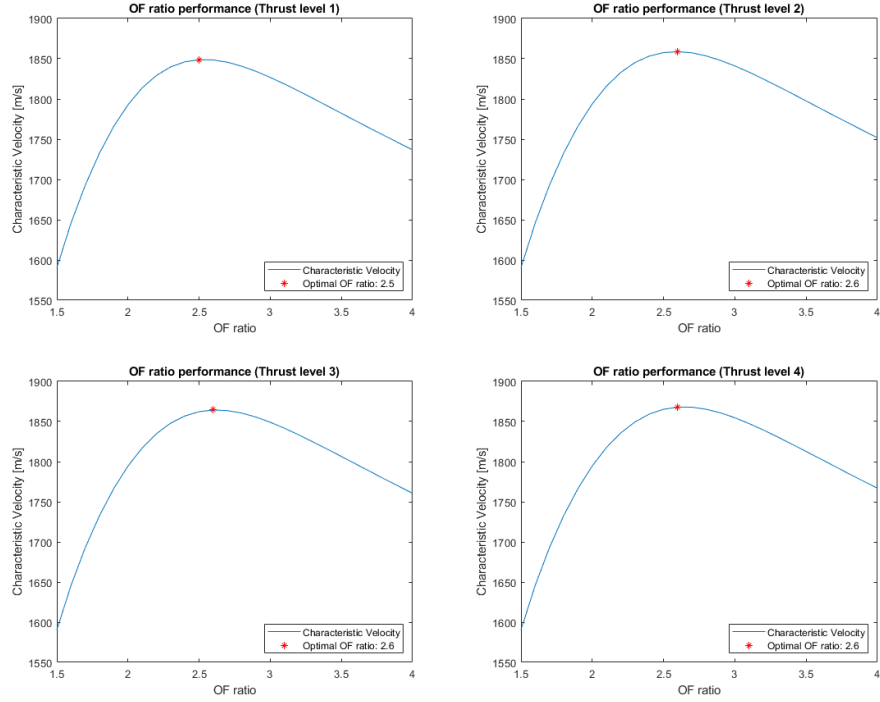 OF ratio performance (Thrust level 1)
Characteristic Velocity [m/s]
1900
1850
1800
1750
1700
1650
1600
1550
1.5
2
2.5
3
3.5
4
OF ratio
Characteristic Velocity
Optimal OF ratio: 2.5
OF ratio performance (Thrust level 2)
Characteristic Velocity [m/s]
1900
1850
1800
1750
1700
1650
1600
1550
1.5
2
2.5
3
3.5
4
OF ratio
Characteristic Velocity
Optimal OF ratio: 2.6
OF ratio performance (Thrust level 3)
Characteristic Velocity [m/s]
1900
1850
1800
1750
1700
1650
1600
1550
1.5
2
2.5
3
3.5
4
OF ratio
Characteristic Velocity
Optimal OF ratio: 2.6
OF ratio performance (Thrust level 4)
Characteristic Velocity [m/s]
1900
1850
1800
1750
1700
1650
1600
1550
1.5
2
2.5
3
3.5
4
OF ratio
Characteristic Velocity
Optimal OF ratio: 2.6